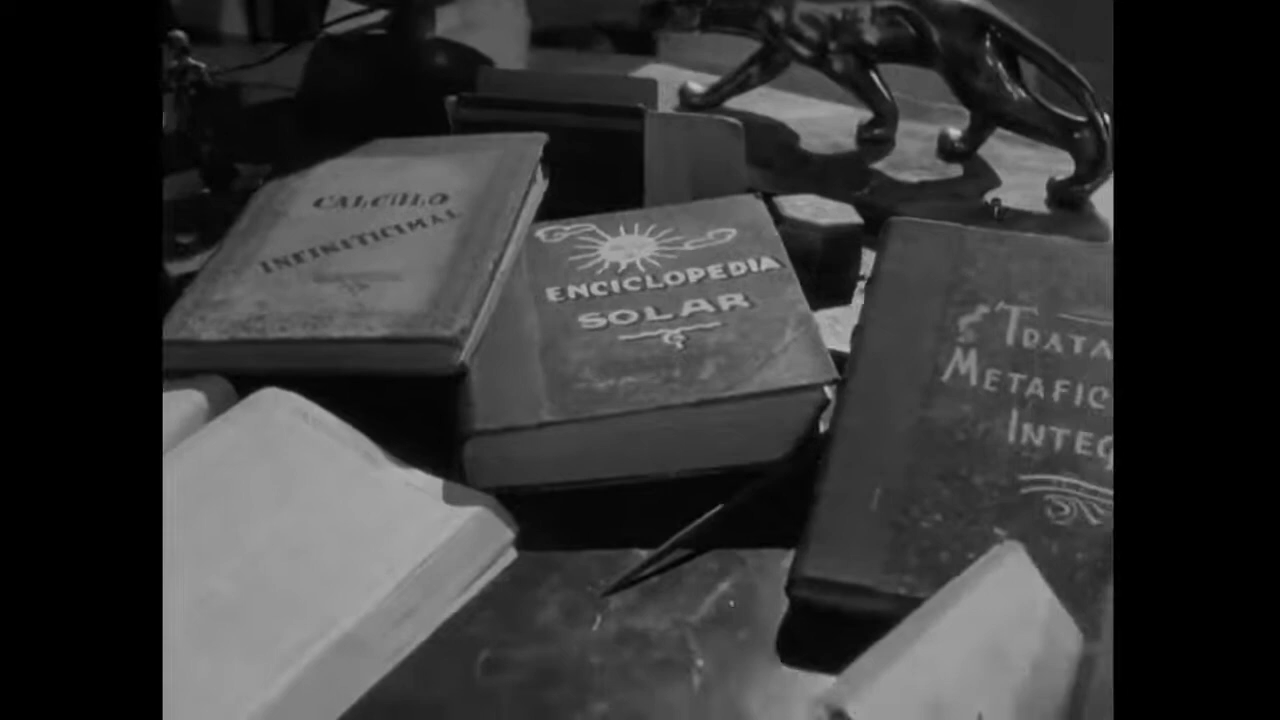 CALCULO
INFINITICIMAL
ENCICLOPEDIA
SOLAR
TRATA
METAFIC
INTEG